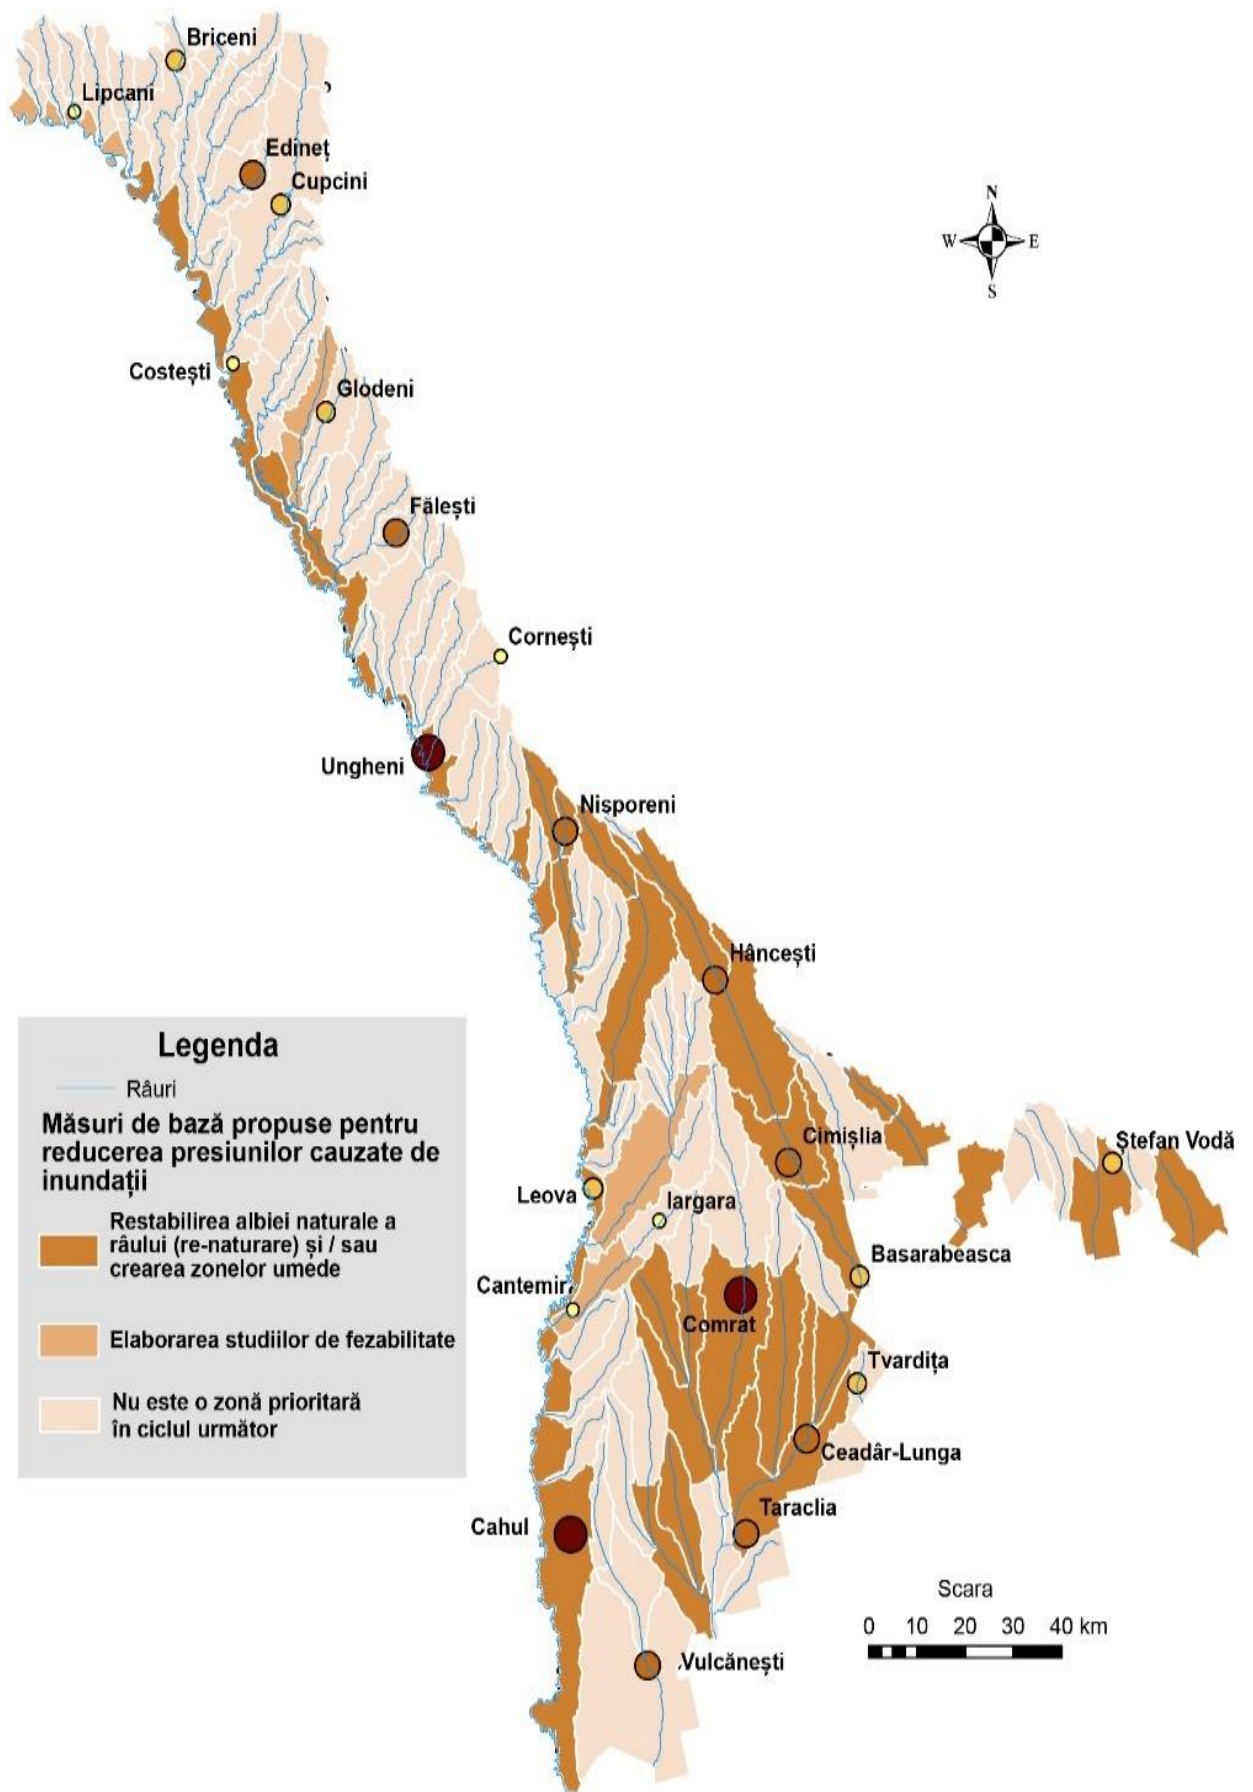 Briceni
Lipcani
Edineț
Cupcini
N
W
E
S
Costești
Glodeni
Fălești
Cornești
Ungheni
Nisporeni
Hâncești
Legenda
Râuri
Măsuri de bază propuse pentru
reducerea presiunilor cauzate de
inundații
Restabilirea albiei naturale a
râului (re-naturare) și / sau
crearea zonelor umede
Elaborarea studiilor de fezabilitate
Nu este o zonă prioritară
în ciclul următor
Cimișlia
Ștefan Vodă
Leova
Iargara
Basarabeasca
Cantemir
Comrat
Tvardița
Ceadâr-Lunga
Taraclia
Cahul
Vulcănești
Scara
0 10 20 30 40 km